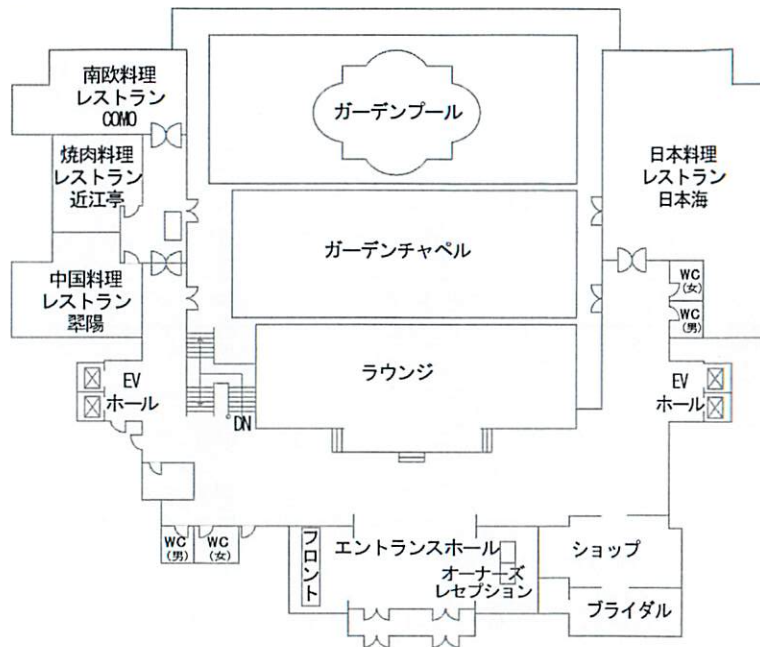 南欧料理
レストラン
COMO
ガーデンプール
焼肉料理
レストラン
近江亭
日本料理
レストラン
日本海
ガーデンチャペル
中国料理
レストラン
翠陽
WC
(女)
WC
(男)
EV
ホール
ラウンジ
EV
ホール
DN
WC
(男)
WC
(女)
フロント
エントランスホール
オーナーズ
レセプション
ショップ
ブライダル